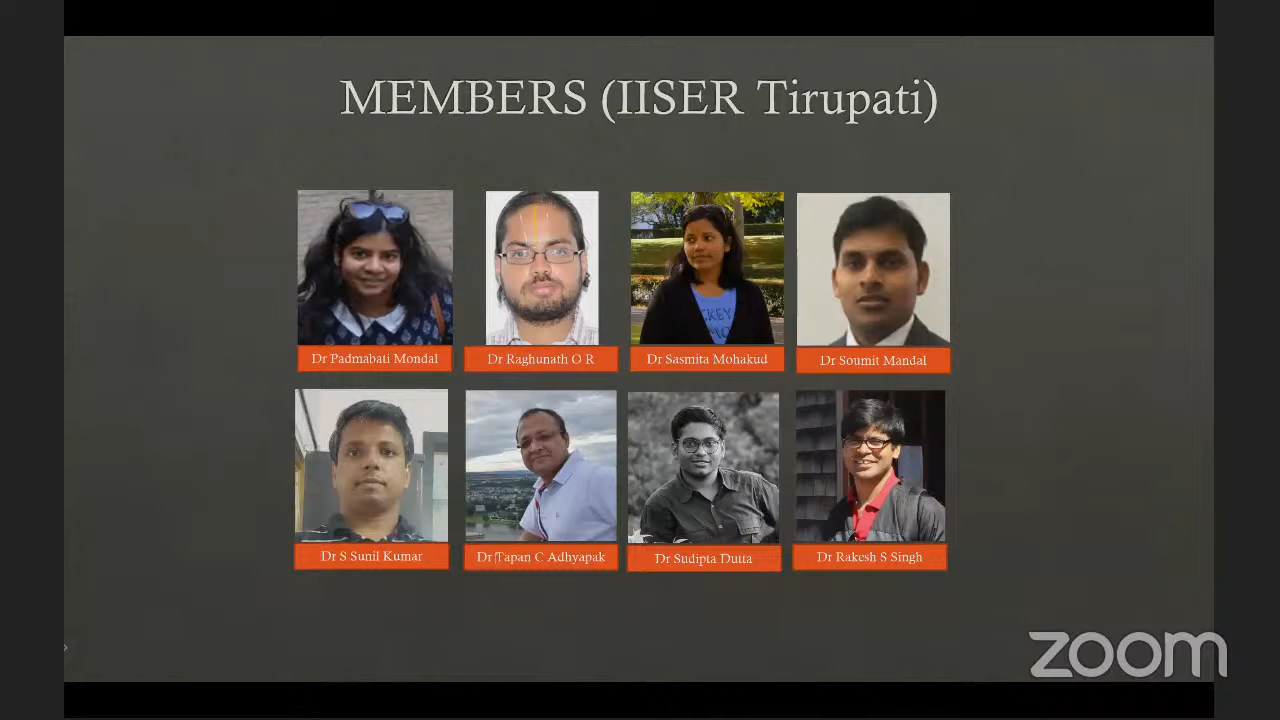 MEMBERS (IISER Tirupati)
Dr Padmabati Mondal
Dr Raghunath O R
Dr Sasmita Mohakud
Dr Soumit Mandal
Dr S Sunil Kumar
Dr Tapan C Adhyapak
Dr Sudipta Dutta
Dr Rakesh S Singh
zoom